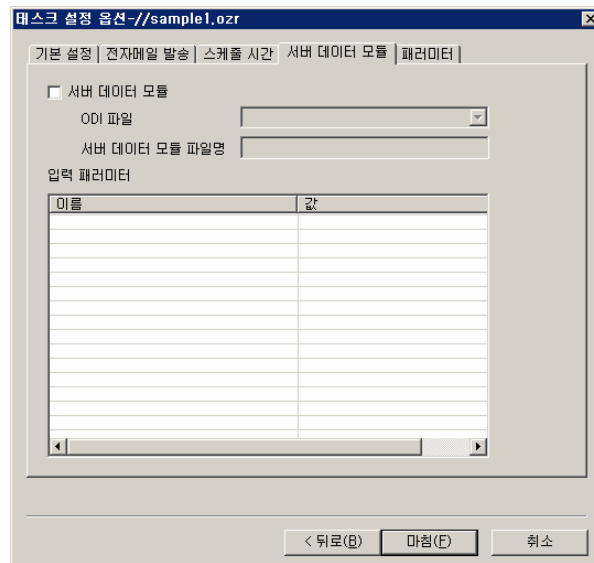 태스크 설정 옵션-//sample1.ozr
기본 설정 전자메일 발송 스케줄 시간 서버 데이터 모듈 패러미터
서버 데이터 모듈
ODI 파일
서버 데이터 모듈 파일명
입력 패러미터
이름 값
< 뒤로(B) 마침(F) 취소